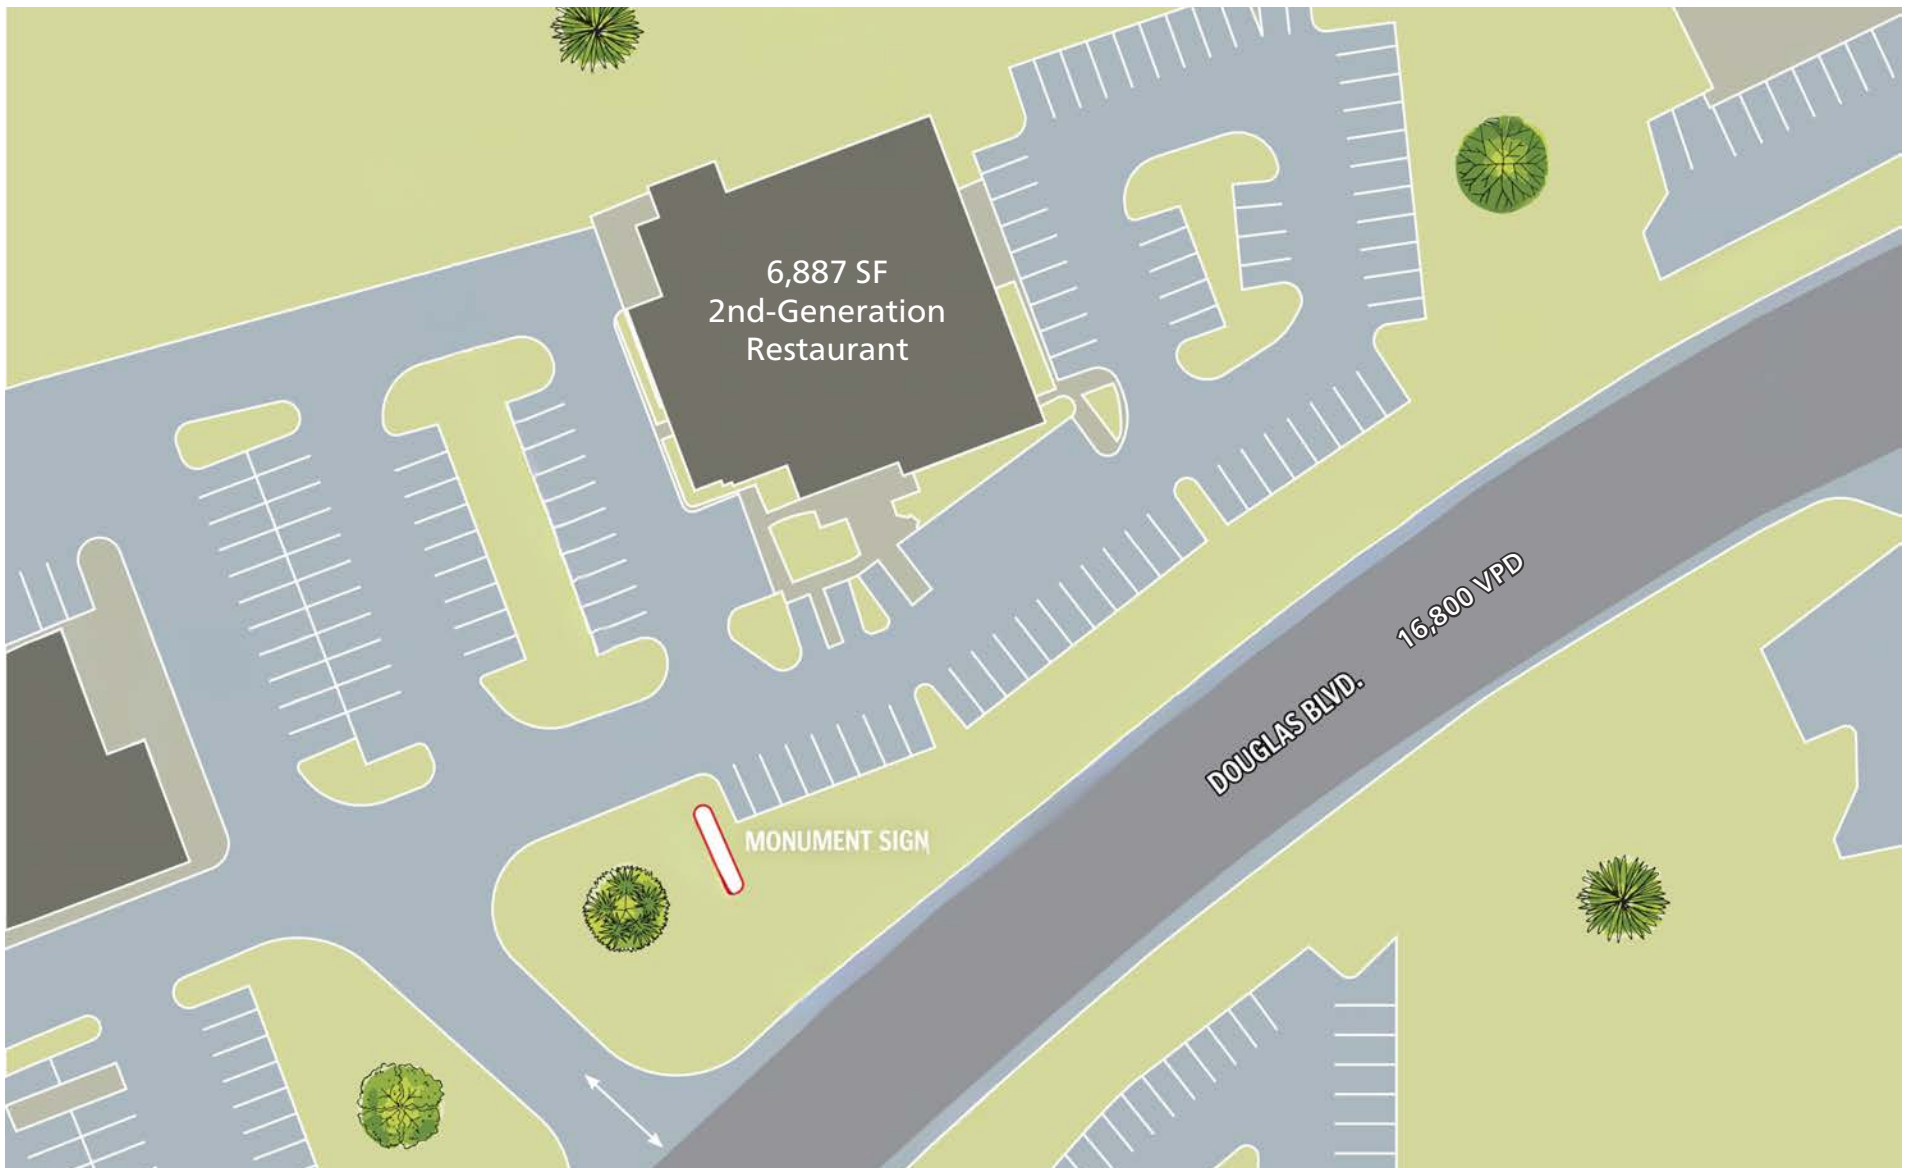 6,887 SF
2nd-Generation
Restaurant
16,800 VPD
DOUGLAS BLVD.
MONUMENT SIGN